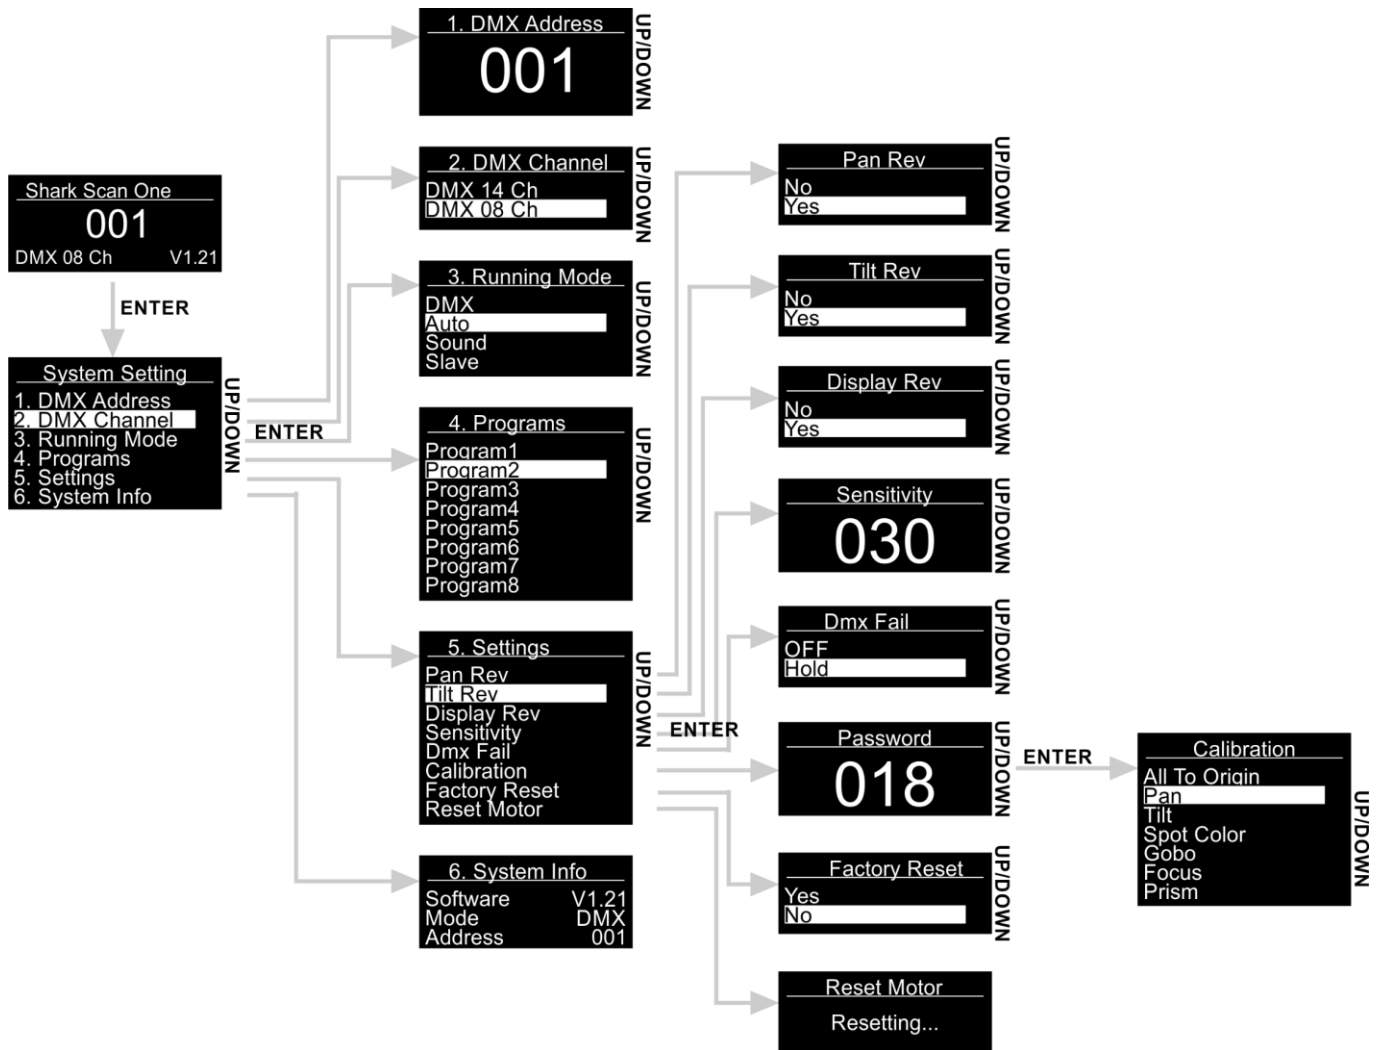 Shark Scan One
001
DMX 08 Ch V1.21
ENTER
System Setting
1. DMX Address
2. DMX Channel
3. Running Mode
4. Programs
5. Settings
6. System Info
UP/DOWN
ENTER
1. DMX Address
001
UP/DOWN
2. DMX Channel
DMX 14 Ch
DMX 08 Ch
UP/DOWN
3. Running Mode
DMX
Auto
Sound
Slave
UP/DOWN
4. Programs
Program1
Program2
Program3
Program4
Program5
Program6
Program7
Program8
UP/DOWN
5. Settings
Pan Rev
Tilt Rev
Display Rev
Sensitivity
Dmx Fail
Calibration
Factory Reset
Reset Motor
UP/DOWN
ENTER
6. System Info
Software V1.21
Mode DMX
Address 001
Pan Rev
No
Yes
UP/DOWN
Tilt Rev
No
Yes
UP/DOWN
Display Rev
No
Yes
UP/DOWN
Sensitivity
030
UP/DOWN
Dmx Fail
OFF
Hold
UP/DOWN
Password
018
UP/DOWN
ENTER
Factory Reset
Yes
No
UP/DOWN
Reset Motor
Resetting...
Calibration
All To Origin
Pan
Tilt
Spot Color
Gobo
Focus
Prism
UP/DOWN